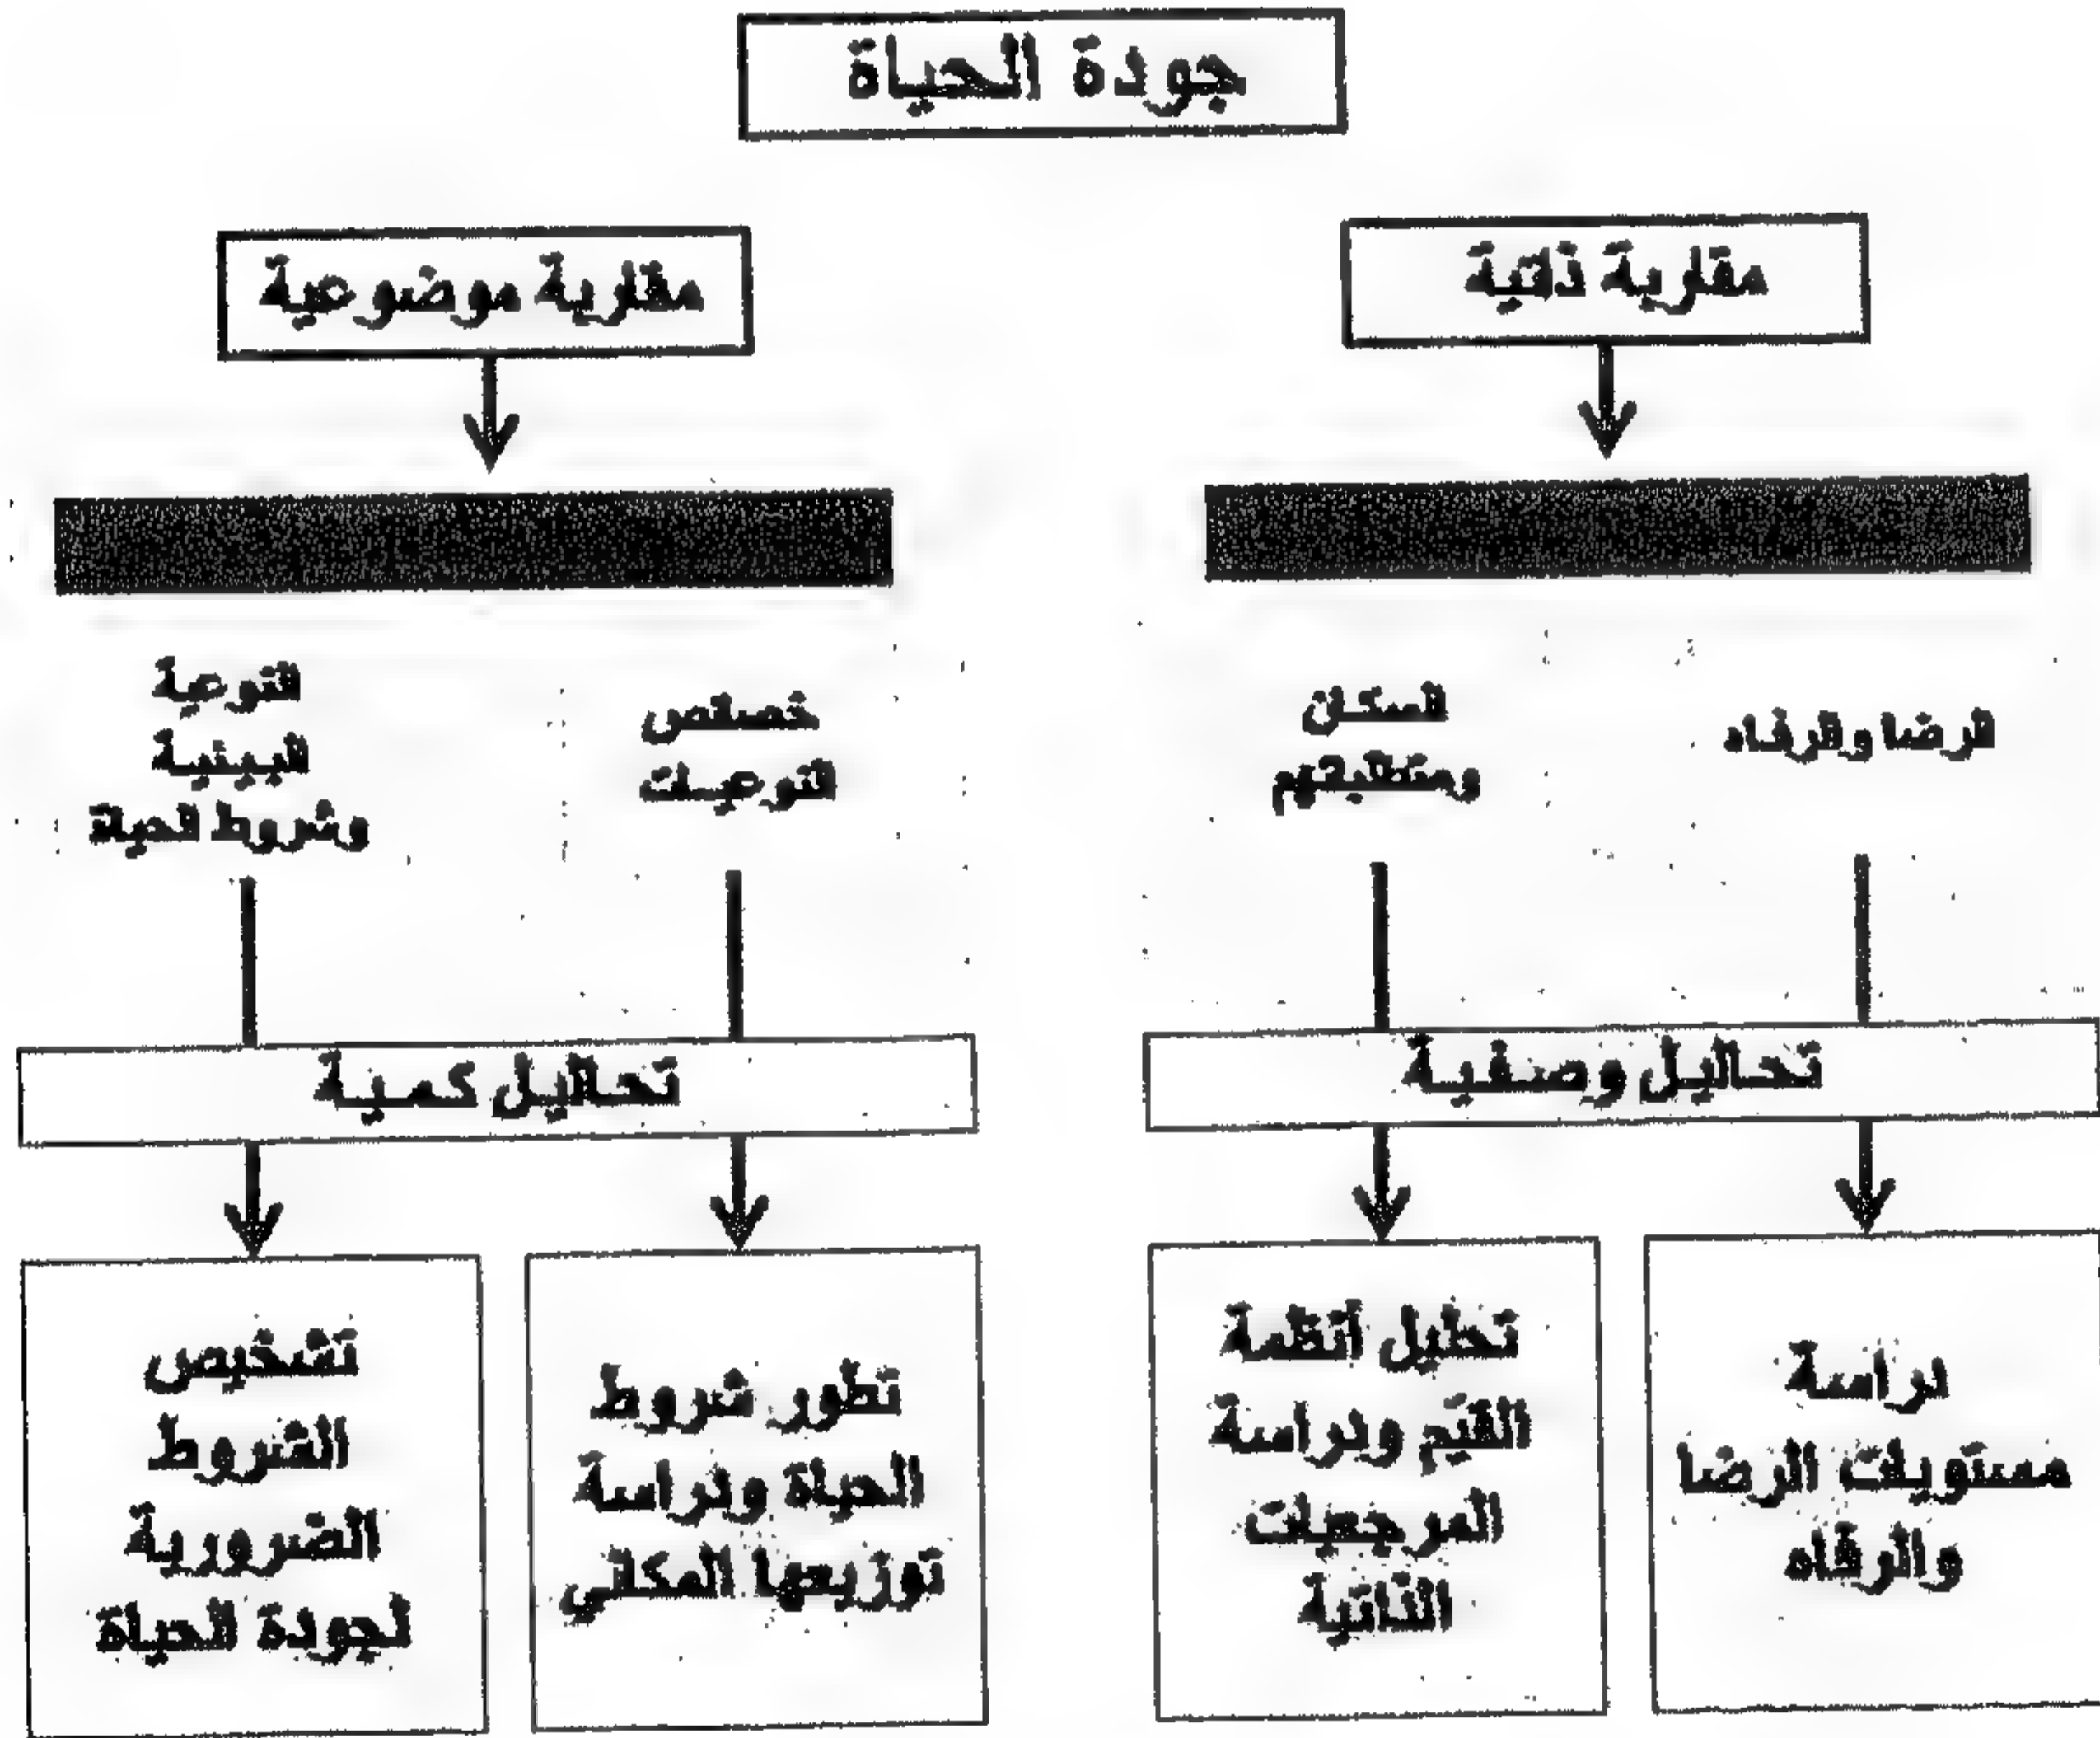 جودة الحياة
مقاربة ذاتية
مقاربة موضوعية
الرضا والرفاه
السكان
ومتطلباتهم
خصائص
النوعيات
النوعية
البيئية
وشروط الحياة
تحاليل وصفية
تحاليل كمية
دراسة
مستويات الرضا
والرفاه
تحليل أنظمة
القيم ودراسة
المرجعيات
الذاتية
تطور شروط
الحياة ودراسة
توزيعها المكاني
تشخيص
الشروط
الضرورية
لجودة الحياة